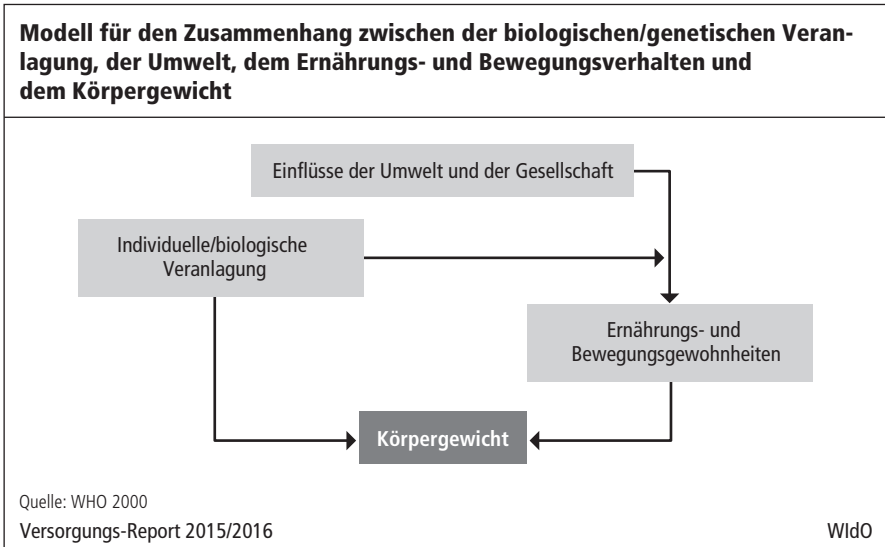 Modell für den Zusammenhang zwischen der biologischen/genetischen Veran-
lagung, der Umwelt, dem Ernährungs- und Bewegungsverhalten und
dem Körpergewicht
Einflüsse der Umwelt und der Gesellschaft
Individuelle/biologische
Veranlagung
Ernährungs- und
Bewegungsgewohnheiten
Körpergewicht
Quelle: WHO 2000
Versorgungs-Report 2015/2016
WIdO